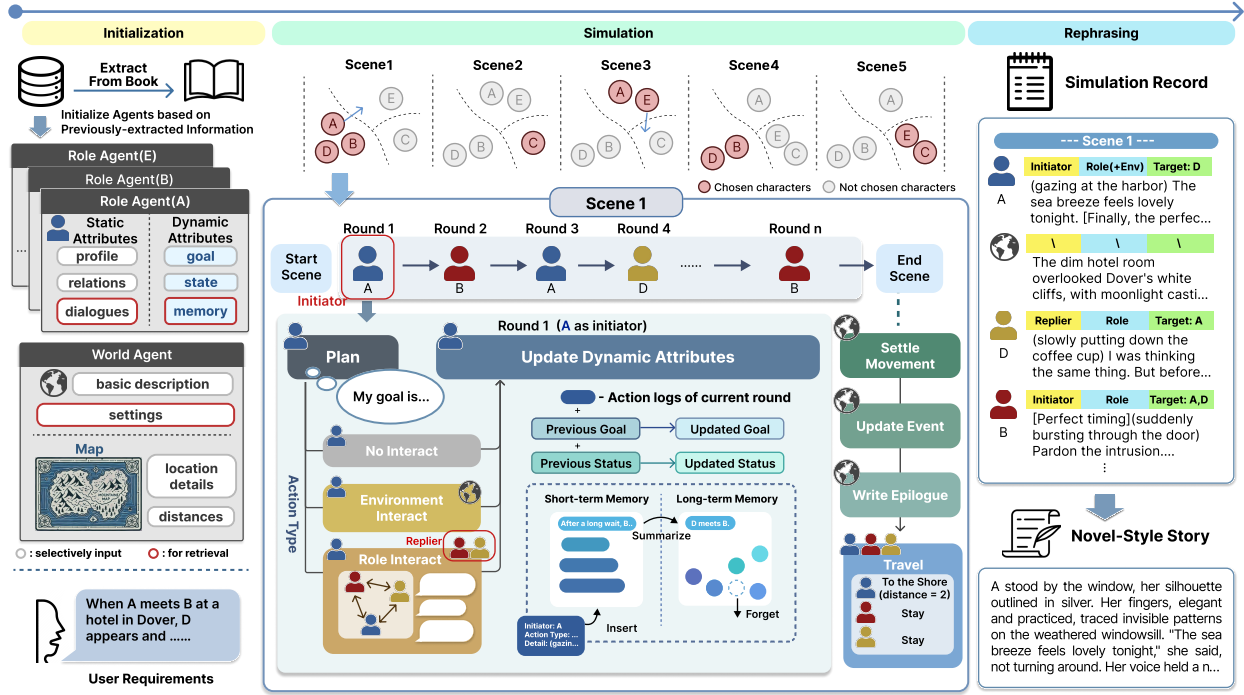 Initialization
Simulation
Rephrasing
Extract
From Book
Initialize Agents based on
Previously-extracted Information
Role Agent(E)
Role Agent(B)
Role Agent(A)
...
Static
Attributes
Dynamic
Attributes
profile
goal
relations
state
dialogues
memory
World Agent
basic description
settings
Map
MOUNTAINS
MAP
location
details
distances
: selectively input
: for retrieval
When A meets B at a
hotel in Dover, D
appears and ......
User Requirements
Scene1
Scene2
Scene3
Scene4
Scene5
A
B
D
E
C
A
E
B
D
C
A
E
B
D
C
A
E
B
D
C
A
E
B
D
C
Chosen characters
Not chosen characters
Scene 1
Start
Scene
Round 1
Round 2
Round 3
Round 4
Round n
A
B
A
D
......
B
End
Scene
Initiator
Round 1 (A as initiator)
Plan
Update Dynamic Attributes
My goal is...
Action Type
No Interact
Environment
Interact
Replier
Role Interact
- Action logs of current round
+
Previous Goal
Updated Goal
+
Previous Status
Updated Status
Short-term Memory
Long-term Memory
After a long wait, B..
D meets B.
Summarize
Insert
Forget
Initiator: A
Action Type: ...
Detail: (gazin...
Settle
Movement
Update Event
Write Epilogue
Travel
To the Shore
(distance = 2)
Stay
Stay
Simulation Record
--- Scene 1 ---
Initiator
Role(+Env)
Target: D
A
(gazing at the harbor) The
sea breeze feels lovely
tonight. [Finally, the perfec...
\
\
\
The dim hotel room
overlooked Dover's white
cliffs, with moonlight casti...
Replier
Role
Target: A
D
(slowly putting down the
coffee cup) I was thinking
the same thing. But before...
Initiator
Role
Target: A,D
B
[Perfect timing](suddenly
bursting through the door)
Pardon the intrusion....
⋮
Novel-Style Story
A stood by the window, her silhouette
outlined in silver. Her fingers, elegant
and practiced, traced invisible patterns
on the weathered windowsill. "The sea
breeze feels lovely tonight," she said,
not turning around. Her voice held a n...